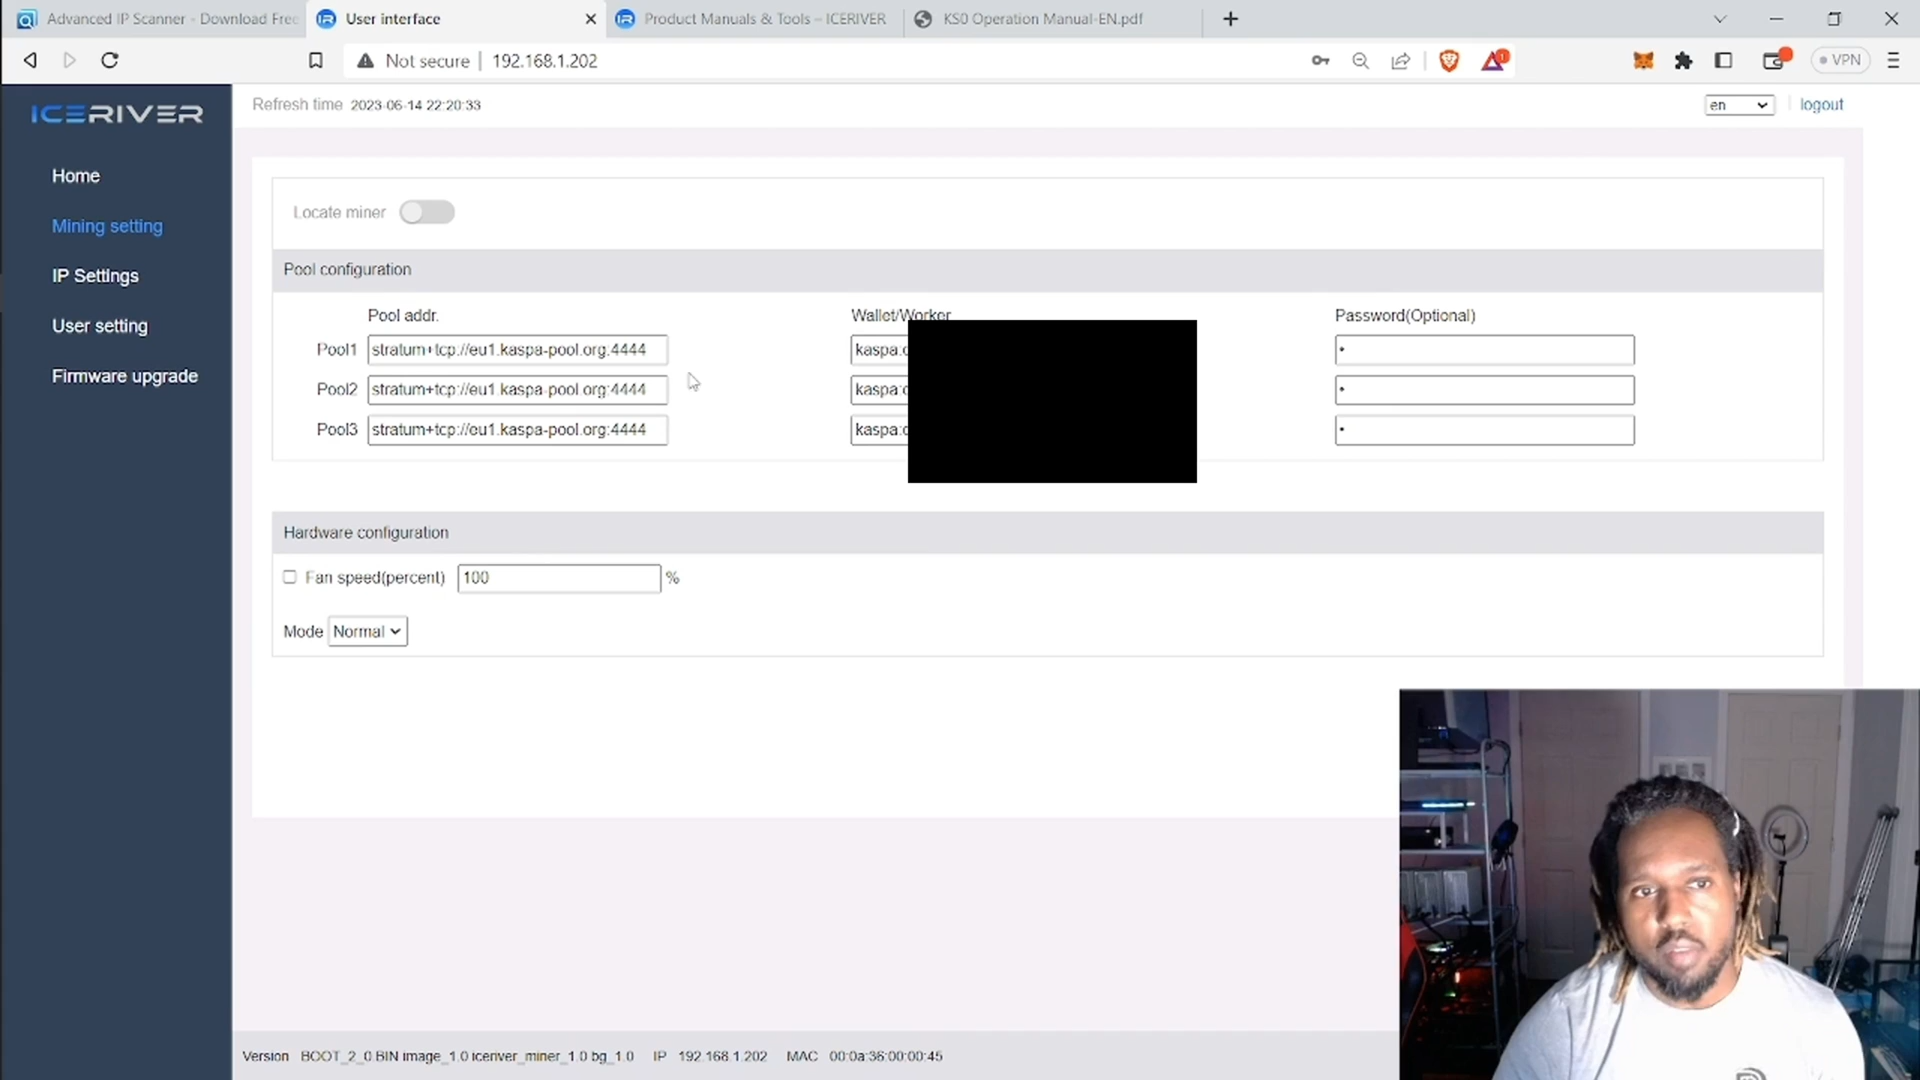 Advanced IP Scanner - Download Free
User interface
Product Manuals & Tools – ICERIVER
KS0 Operation Manual-EN.pdf
Not secure
192.168.1.202
VPN
ICERIVER
Refresh time 2023-06-14 22:20:33
en
logout
Home
Mining setting
IP Settings
User setting
Firmware upgrade
Locate miner
Pool configuration
Pool addr. Wallet/Worker Password(Optional)
Pool1 stratum+tcp://eu1.kaspa-pool.org:4444 kaspa:
Pool2 stratum+tcp://eu1.kaspa-pool.org:4444 kaspa:
Pool3 stratum+tcp://eu1.kaspa-pool.org:4444 kaspa:
Hardware configuration
Fan speed(percent) 100 %
Mode Normal
Version BOOT_2_0.BIN image_1.0 iceriver_miner_1.0 bg_1.0 IP 192.168.1.202 MAC 00:0a:36:00:00:45